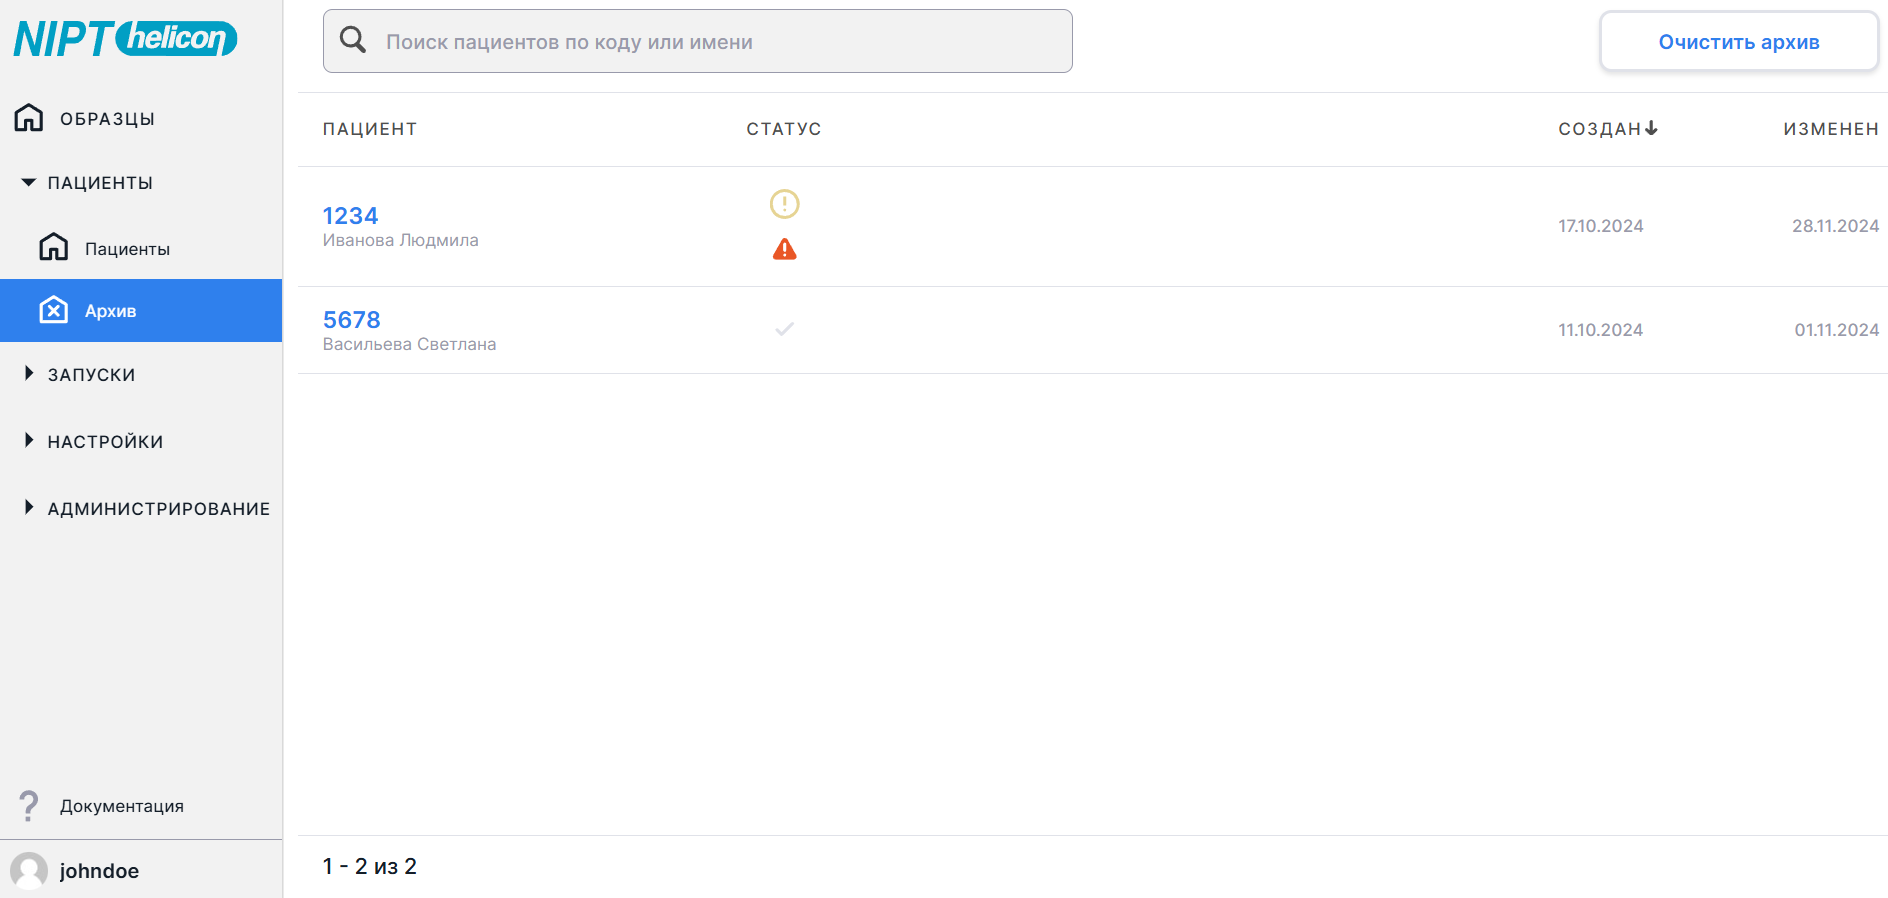 NIPT helicon
ОБРАЗЦЫ
ПАЦИЕНТЫ
Пациенты
Архив
ЗАПУСКИ
НАСТРОЙКИ
АДМИНИСТРИРОВАНИЕ
Документация
johndoe
Поиск пациентов по коду или имени
Очистить архив
ПАЦИЕНТ СТАТУС СОЗДАН ИЗМЕНЕН
1234
Иванова Людмила
17.10.2024 28.11.2024
5678
Васильева Светлана
11.10.2024 01.11.2024
1 - 2 из 2